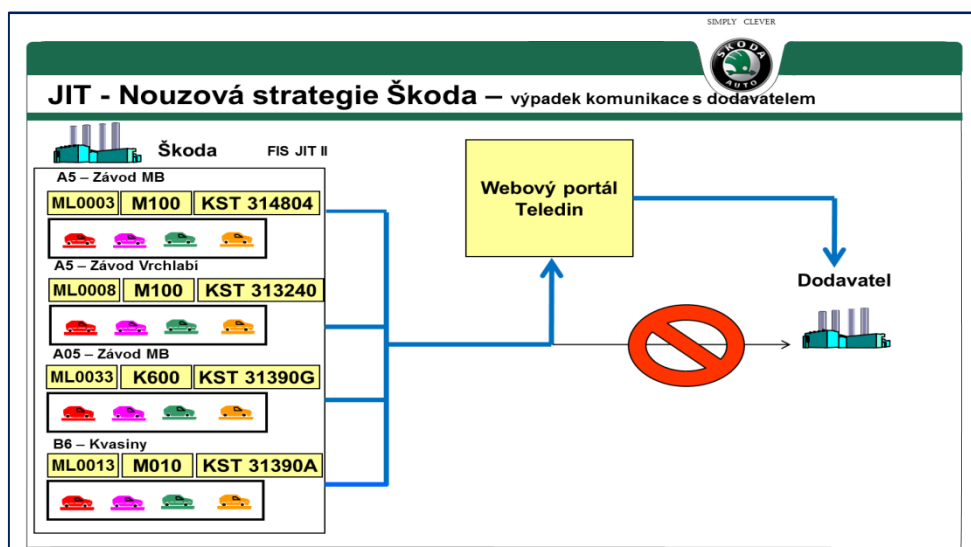 SIMPLY CLEVER
ŠKODA
AUTO
JIT - Nouzová strategie Škoda – výpadek komunikace s dodavatelem
Škoda
FIS JIT II
A5 – Závod MB
ML0003 M100 KST 314804
A5 – Závod Vrchlabí
ML0008 M100 KST 313240
A05 – Závod MB
ML0033 K600 KST 31390G
B6 – Kvasiny
ML0013 M010 KST 31390A
Webový portál
Teledin
Dodavatel